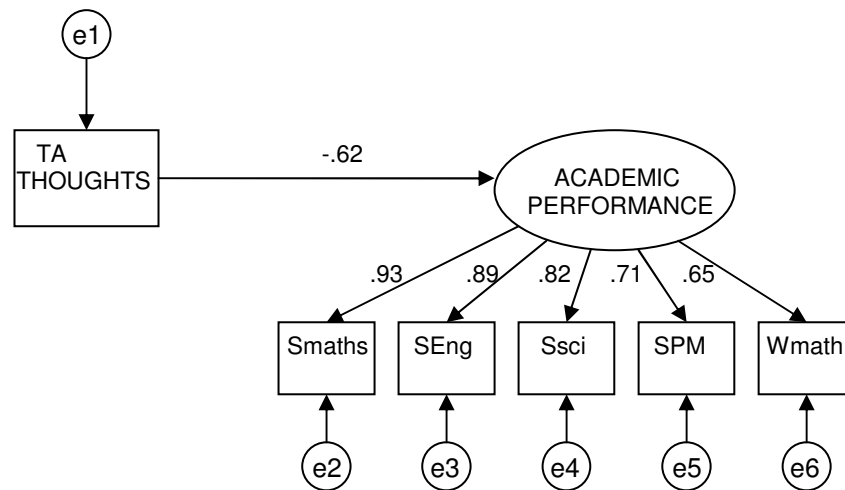 e1
TA
THOUGHTS
-.62
ACADEMIC
PERFORMANCE
.93
.89
.82
.71
.65
Smaths
SEng
Ssci
SPM
Wmath
e2
e3
e4
e5
e6